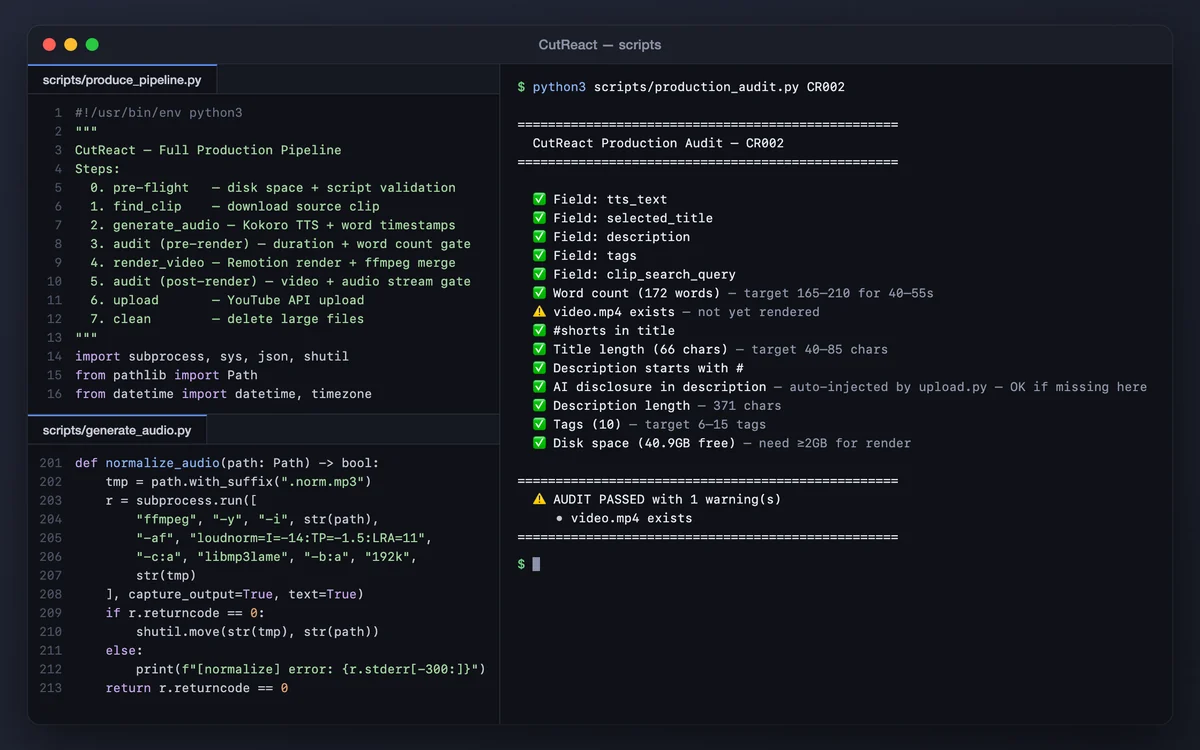 CutReact — scripts
scripts/produce_pipeline.py
1 #!/usr/bin/env python3
2 """
3 CutReact — Full Production Pipeline
4 Steps:
5   0. pre-flight   — disk space + script validation
6   1. find_clip    — download source clip
7   2. generate_audio — Kokoro TTS + word timestamps
8   3. audit (pre-render) — duration + word count gate
9   4. render_video — Remotion render + ffmpeg merge
10   5. audit (post-render) — video + audio stream gate
11   6. upload       — YouTube API upload
12   7. clean        — delete large files
13 """
14 import subprocess, sys, json, shutil
15 from pathlib import Path
16 from datetime import datetime, timezone
scripts/generate_audio.py
201 def normalize_audio(path: Path) -> bool:
202     tmp = path.with_suffix(".norm.mp3")
203     r = subprocess.run([
204         "ffmpeg", "-y", "-i", str(path),
205         "-af", "loudnorm=I=-14:TP=-1.5:LRA=11",
206         "-c:a", "libmp3lame", "-b:a", "192k",
207         str(tmp)
208     ], capture_output=True, text=True)
209     if r.returncode == 0:
210         shutil.move(str(tmp), str(path))
211     else:
212         print(f"[normalize] error: {r.stderr[-300:]}")
213     return r.returncode == 0
$ python3 scripts/production_audit.py CR002
==================================================
CutReact Production Audit — CR002
==================================================
✅ Field: tts_text
✅ Field: selected_title
✅ Field: description
✅ Field: tags
✅ Field: clip_search_query
✅ Word count (172 words) — target 165–210 for 40–55s
⚠️ video.mp4 exists — not yet rendered
✅ #shorts in title
✅ Title length (66 chars) — target 40–85 chars
✅ Description starts with #
✅ AI disclosure in description — auto-injected by upload.py — OK if missing here
✅ Description length — 371 chars
✅ Tags (10) — target 6–15 tags
✅ Disk space (40.9GB free) — need ≥2GB for render
==================================================
⚠️ AUDIT PASSED with 1 warning(s)
• video.mp4 exists
==================================================
$